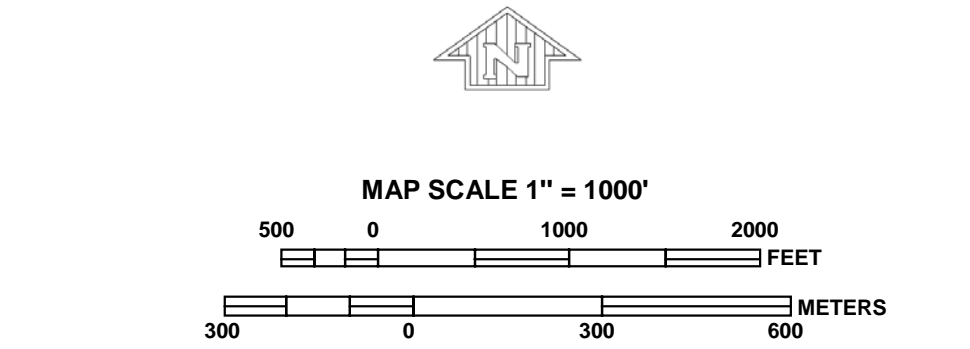 N
MAP SCALE 1" = 1000'
500 0 1000 2000
FEET
METERS
300 0 300 600